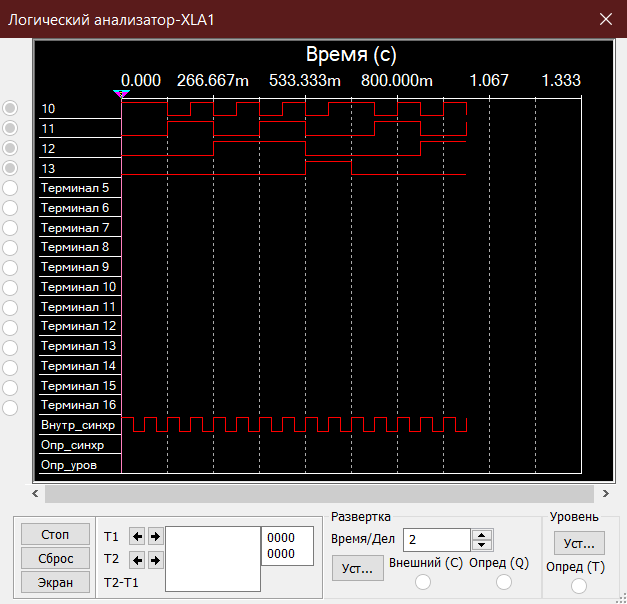 Логический анализатор-XLA1
Время (с)
0.000 266.667m 533.333m 800.000m 1.067 1.333
10
11
12
13
Терминал 5
Терминал 6
Терминал 7
Терминал 8
Терминал 9
Терминал 10
Терминал 11
Терминал 12
Терминал 13
Терминал 14
Терминал 15
Терминал 16
Внутр_синхр
Опр_синхр
Опр_уров
Стоп
Сброс
Экран
T1
T2
T2-T1
0000
0000
Развертка
Время/Дел 2
Уст...
Внешний (C) Опред (Q)
Уровень
Уст...
Опред (T)